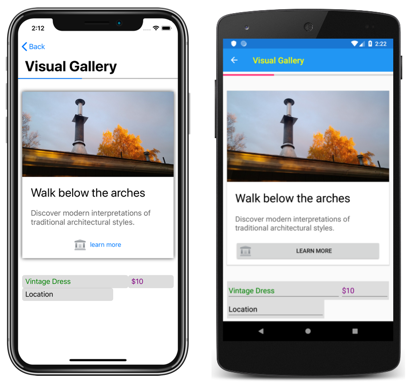 2:12
Back
Visual Gallery
Walk below the arches
Discover modern interpretations of
traditional architectural styles.
learn more
Vintage Dress $10
Location
2:22
Visual Gallery
Walk below the arches
Discover modern interpretations of
traditional architectural styles.
LEARN MORE
Vintage Dress $10
Location